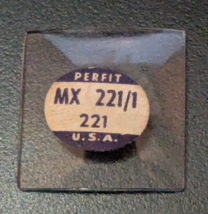 PERFIT
MX 221/1
221
U.S.A.